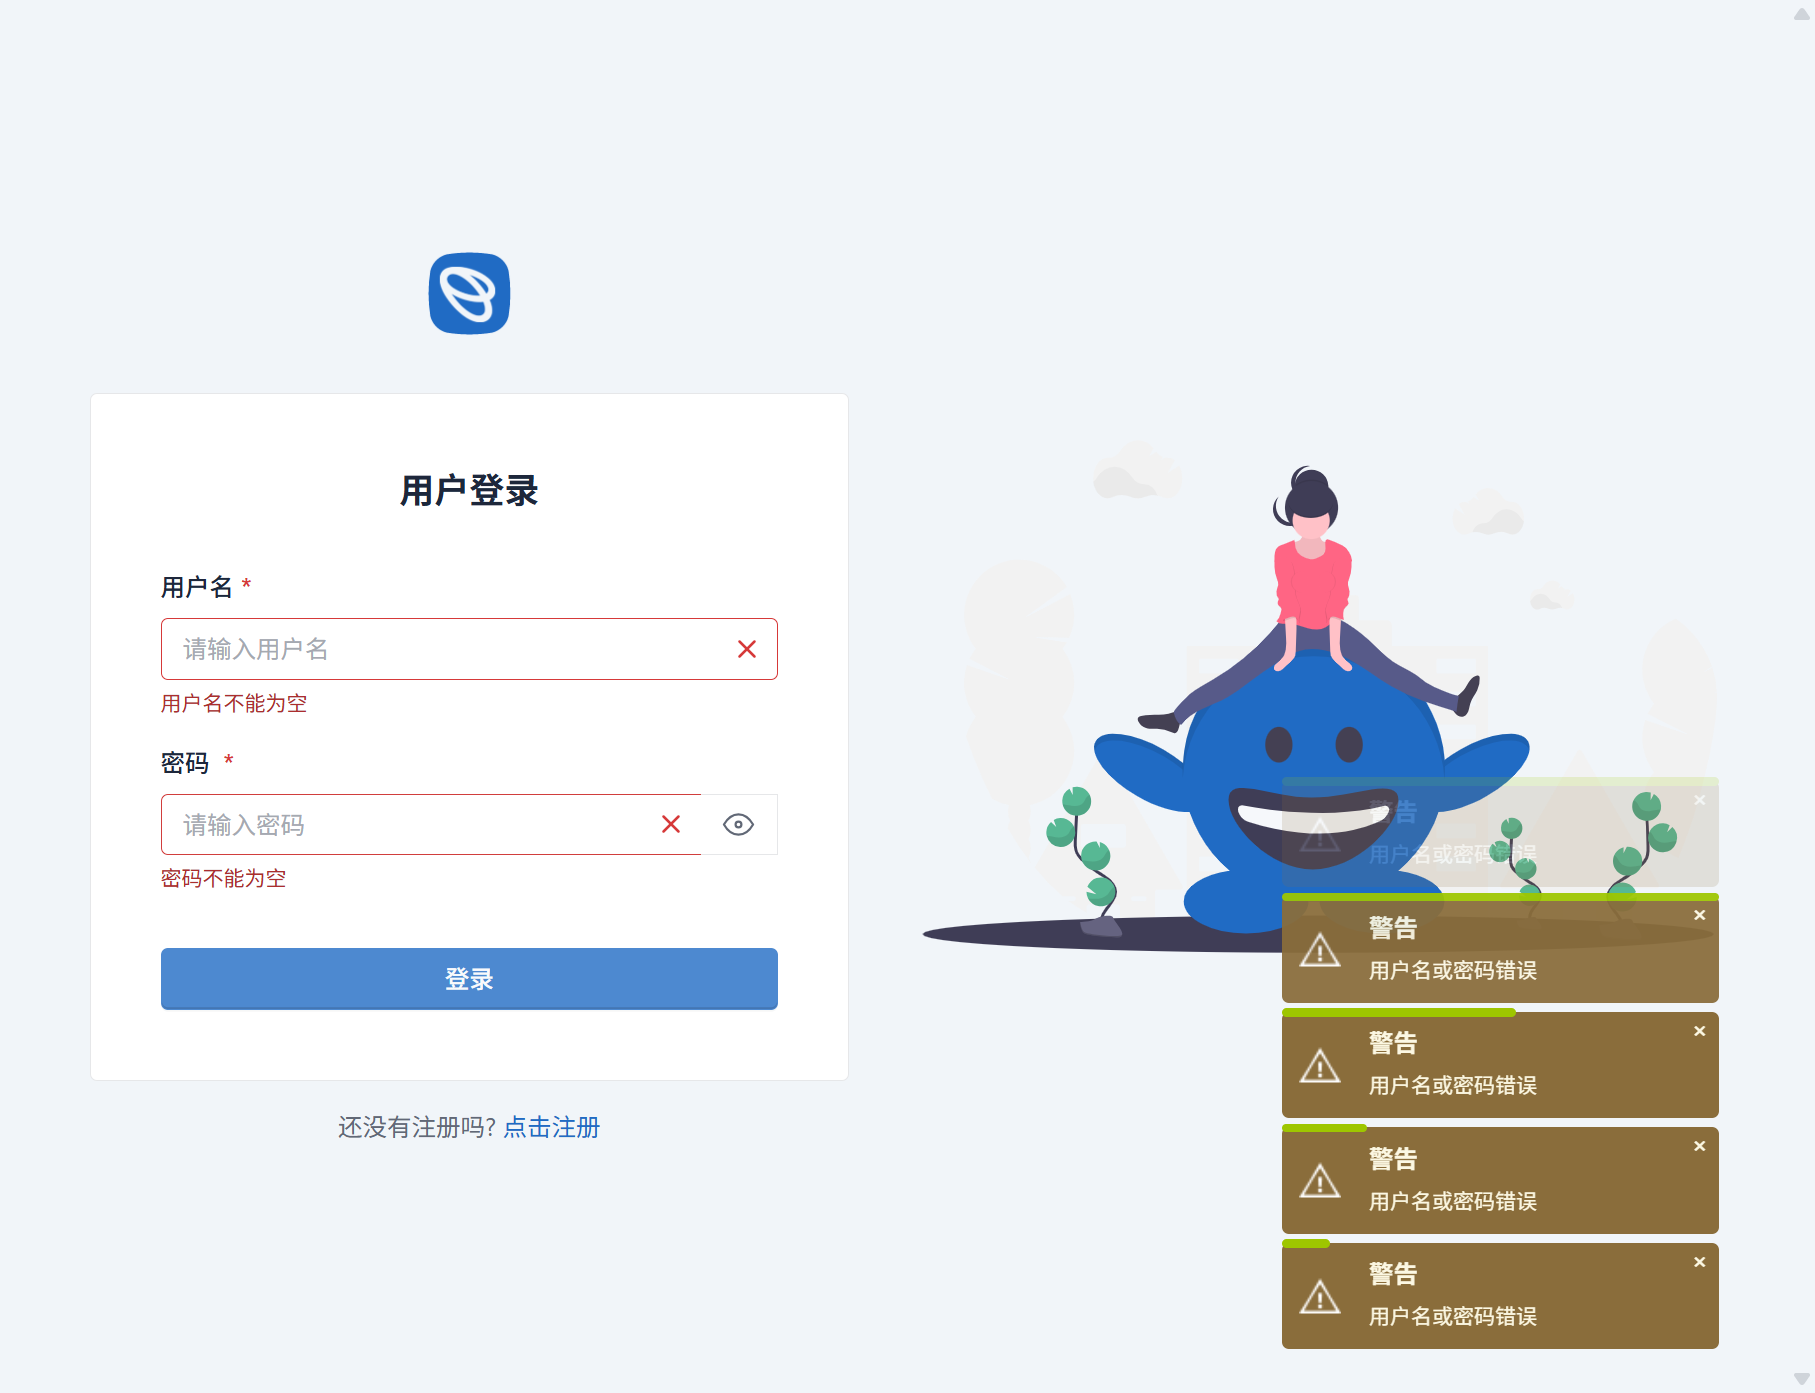 用户登录
用户名 *
请输入用户名
用户名不能为空
密码 *
请输入密码
密码不能为空
登录
还没有注册吗? 点击注册
警告
用户名或密码错误
警告
用户名或密码错误
警告
用户名或密码错误
警告
用户名或密码错误
警告
用户名或密码错误